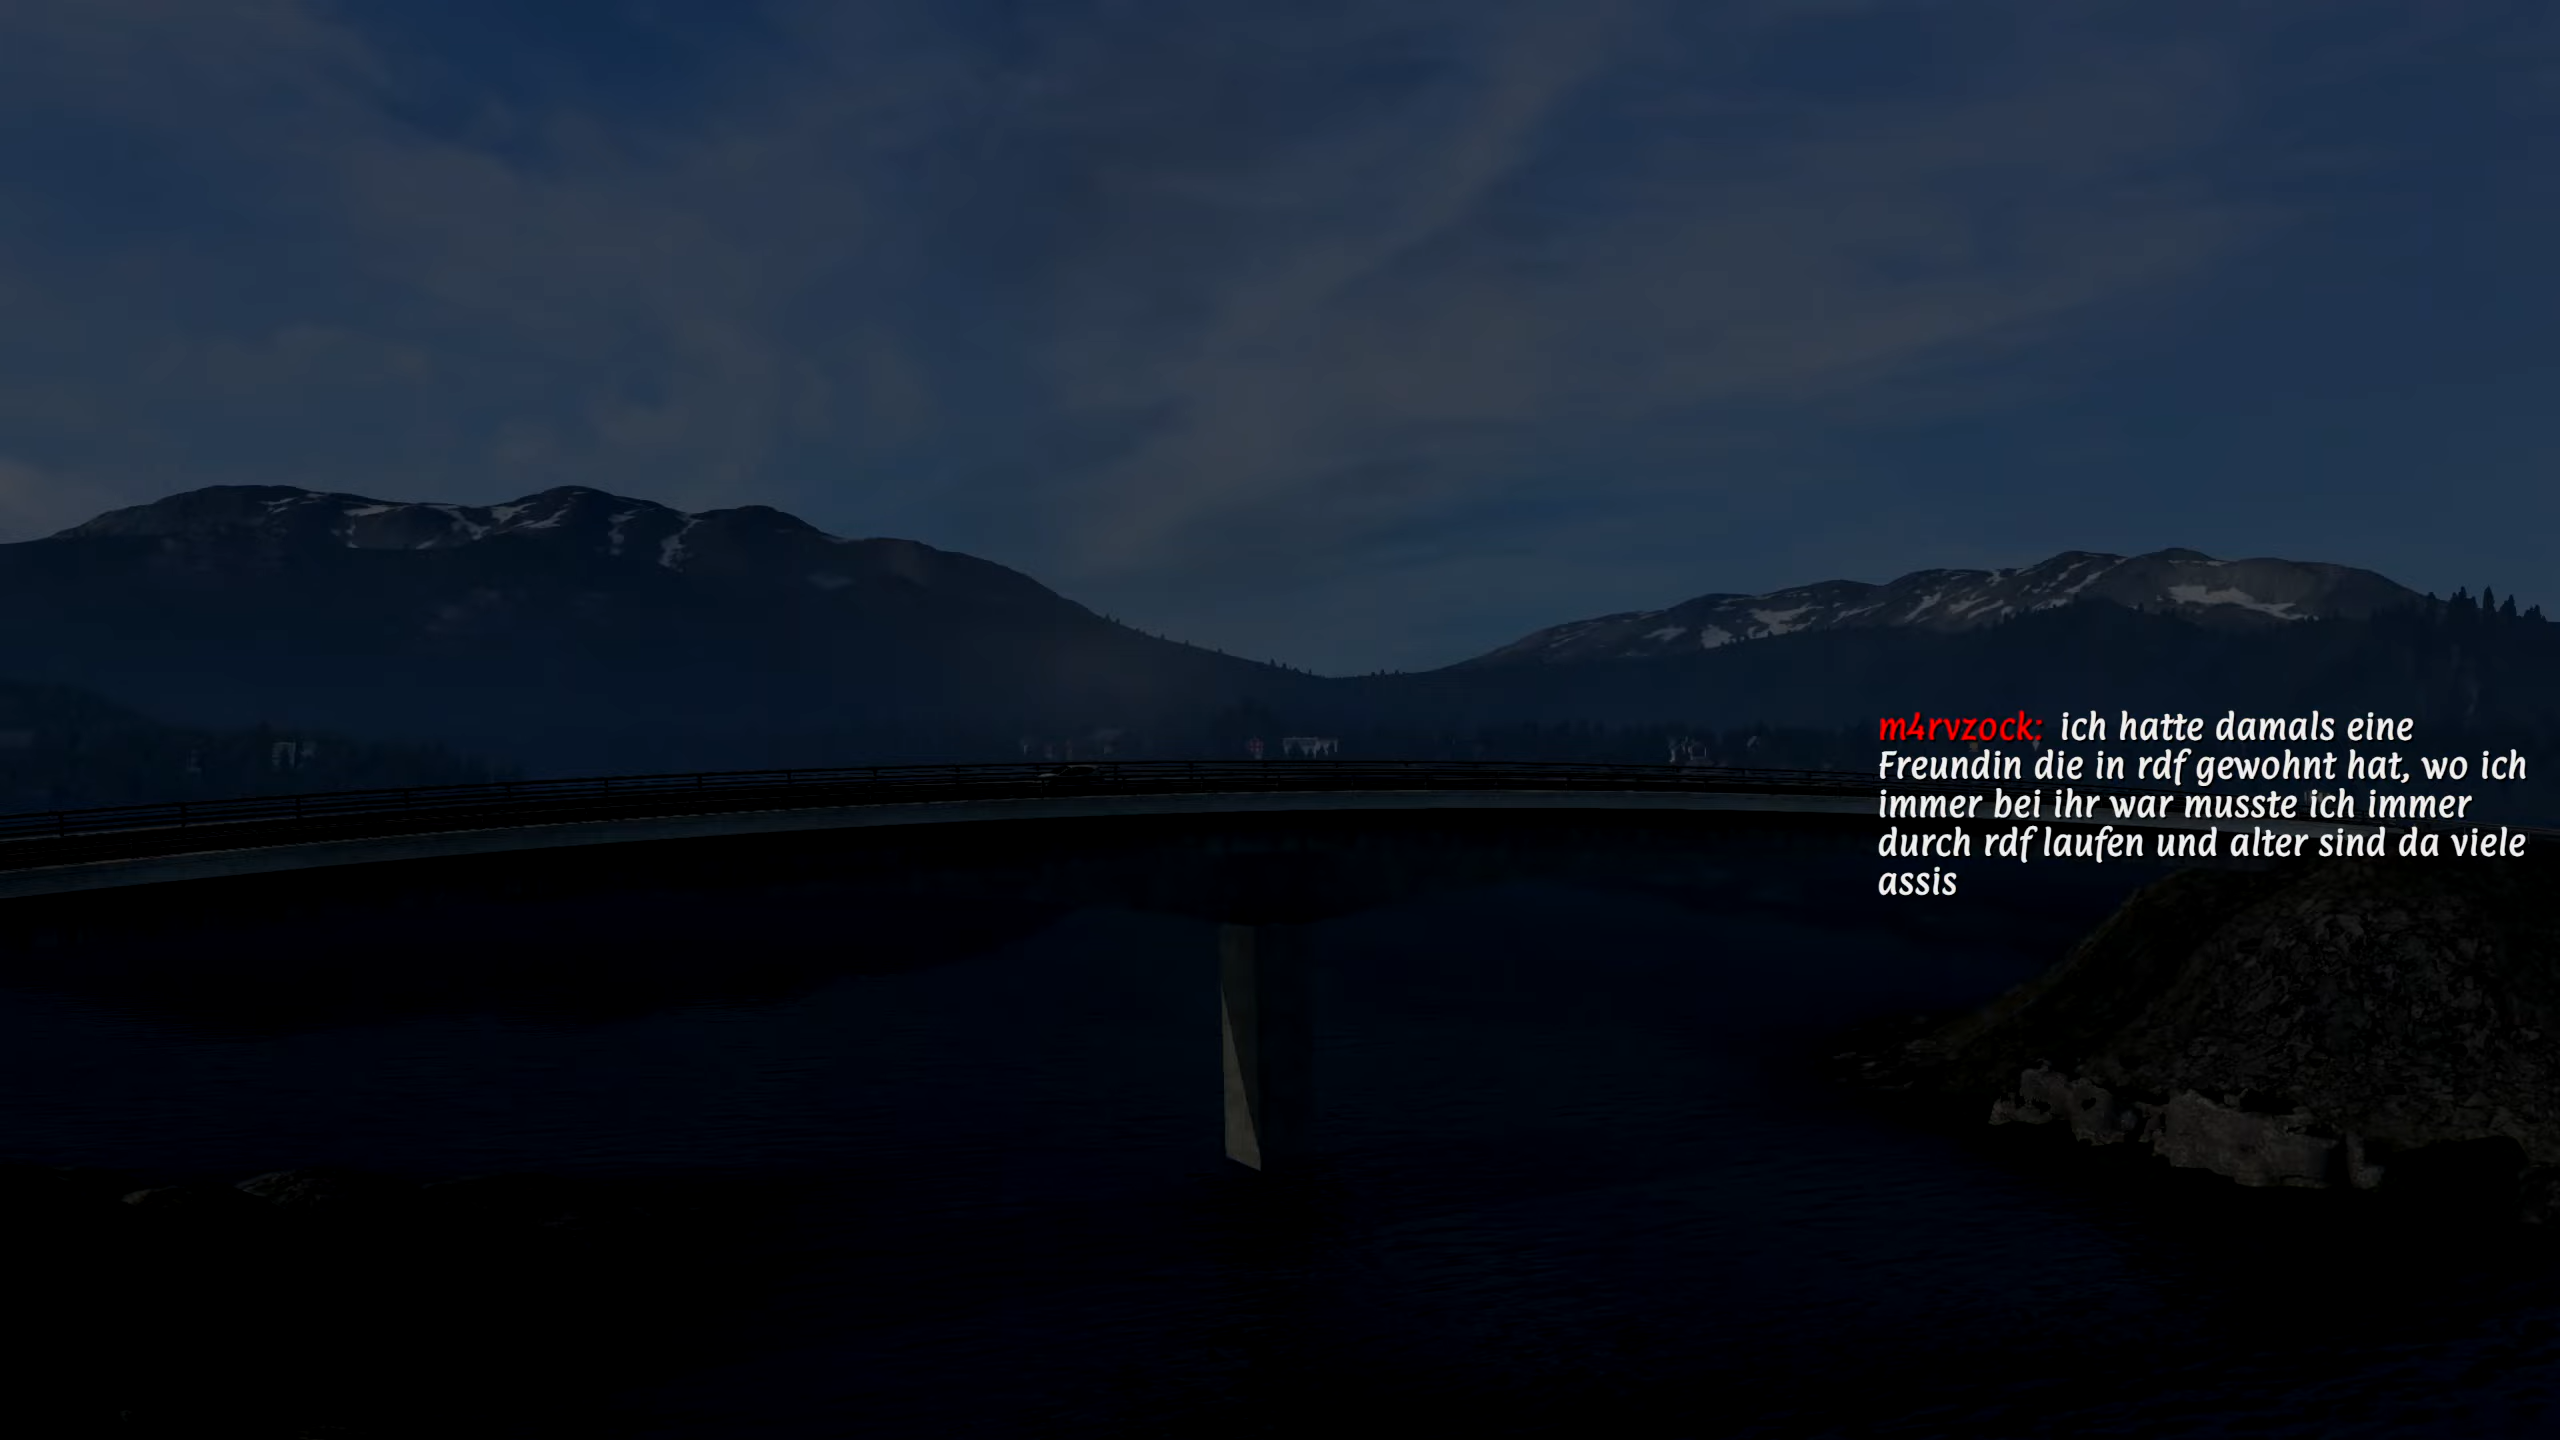 m4rvzock: ich hatte damals eine
Freundin die in rdf gewohnt hat, wo ich
immer bei ihr war musste ich immer
durch rdf laufen und alter sind da viele
assis